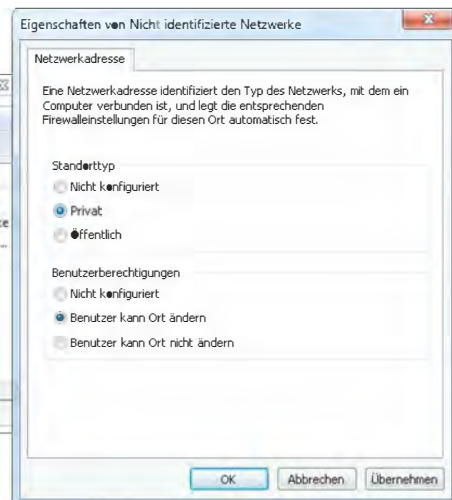 Eigenschaften von Nicht identifizierte Netzwerke
Netzwerkadresse
Eine Netzwerkadresse identifiziert den Typ des Netzwerks, mit dem ein
Computer verbunden ist, und legt die entsprechenden
Firewalleinstellungen für diesen Ort automatisch fest.
Standorttyp
Nicht konfiguriert
Privat
Öffentlich
Benutzerberechtigungen
Nicht konfiguriert
Benutzer kann Ort ändern
Benutzer kann Ort nicht ändern
OK Abbrechen Übernehmen